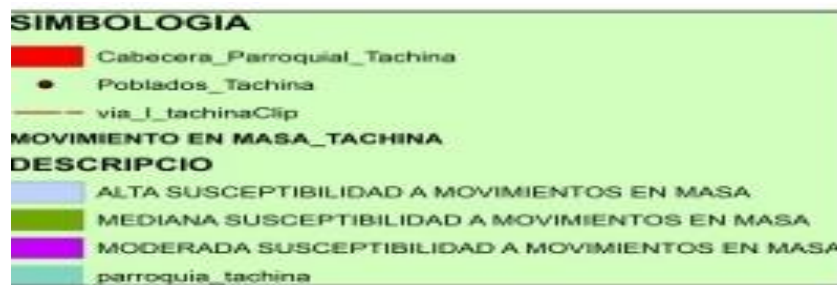 SIMBOLOGIA
Cabecera_Parroquial_Tachina
Poblados_Tachina
via_l_tachinaClip
MOVIMIENTO EN MASA_TACHINA
DESCRIPCIO
ALTA SUSCEPTIBILIDAD A MOVIMIENTOS EN MASA
MEDIANA SUSCEPTIBILIDAD A MOVIMIENTOS EN MASA
MODERADA SUSCEPTIBILIDAD A MOVIMIENTOS EN MASA
parroquia_tachina